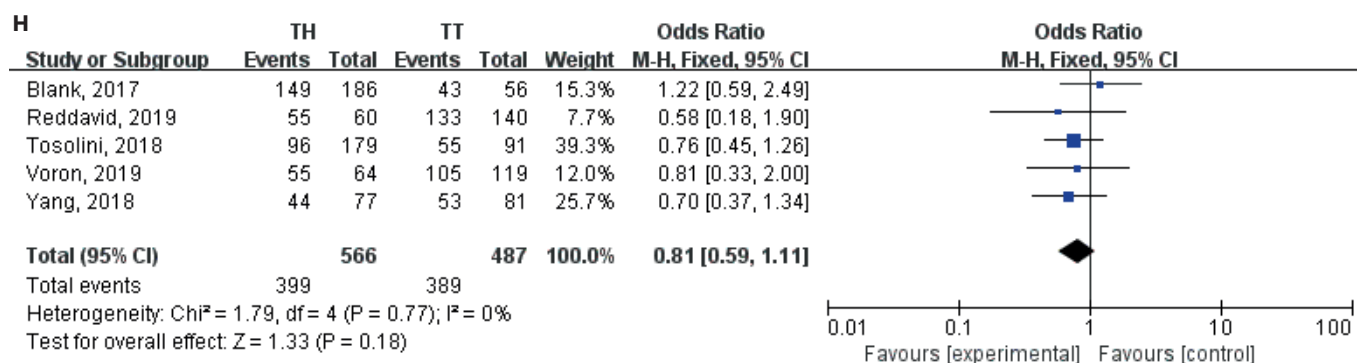 H
TH TT Odds Ratio Odds Ratio
Study or Subgroup Events Total Events Total Weight M-H, Fixed, 95% CI M-H, Fixed, 95% CI
Blank, 2017 149 186 43 56 15.3% 1.22 [0.59, 2.49]
Reddavid, 2019 55 60 133 140 7.7% 0.58 [0.18, 1.90]
Tosolini, 2018 96 179 55 91 39.3% 0.76 [0.45, 1.26]
Voron, 2019 55 64 105 119 12.0% 0.81 [0.33, 2.00]
Yang, 2018 44 77 53 81 25.7% 0.70 [0.37, 1.34]
Total (95% CI) 566 487 100.0% 0.81 [0.59, 1.11]
Total events 399 389
Heterogeneity: Chi² = 1.79, df = 4 (P = 0.77); I² = 0%
Test for overall effect: Z = 1.33 (P = 0.18)
0.01 0.1 1 10 100
Favours [experimental] Favours [control]